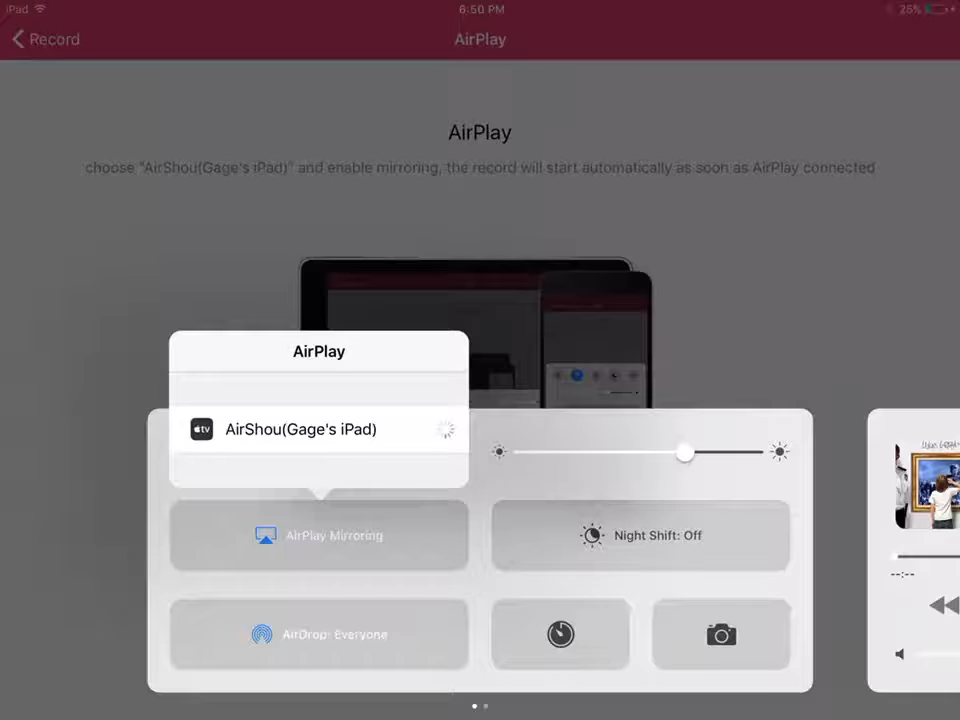 iPad 6:50 PM 25%
Record AirPlay
AirPlay
choose "AirShou(Gage's iPad)" and enable mirroring, the record will start automatically as soon as AirPlay connected
AirPlay
tv AirShou(Gage's iPad)
AirPlay Mirroring
Night Shift: Off
AirDrop: Everyone
--:--